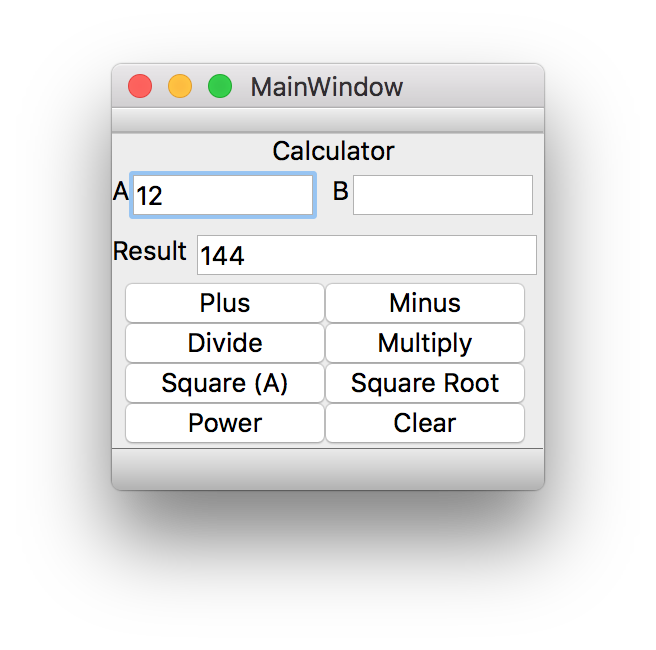 MainWindow
Calculator
A 12 B
Result 144
Plus Minus
Divide Multiply
Square (A) Square Root
Power Clear